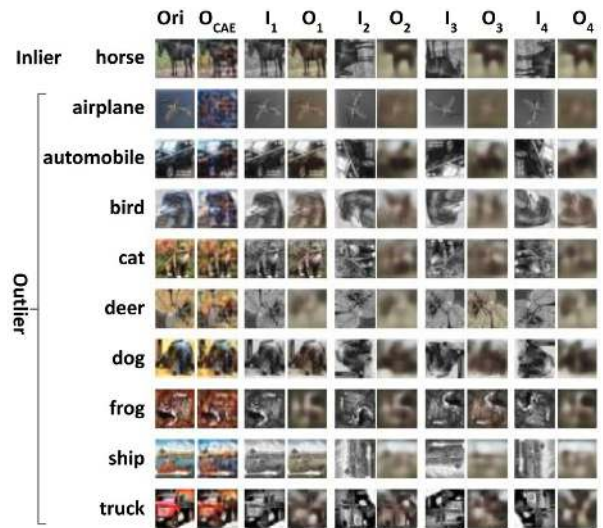 Ori O_CAE I_1 O_1 I_2 O_2 I_3 O_3 I_4 O_4
Inlier horse
airplane
automobile
bird
cat
Outlier
deer
dog
frog
ship
truck